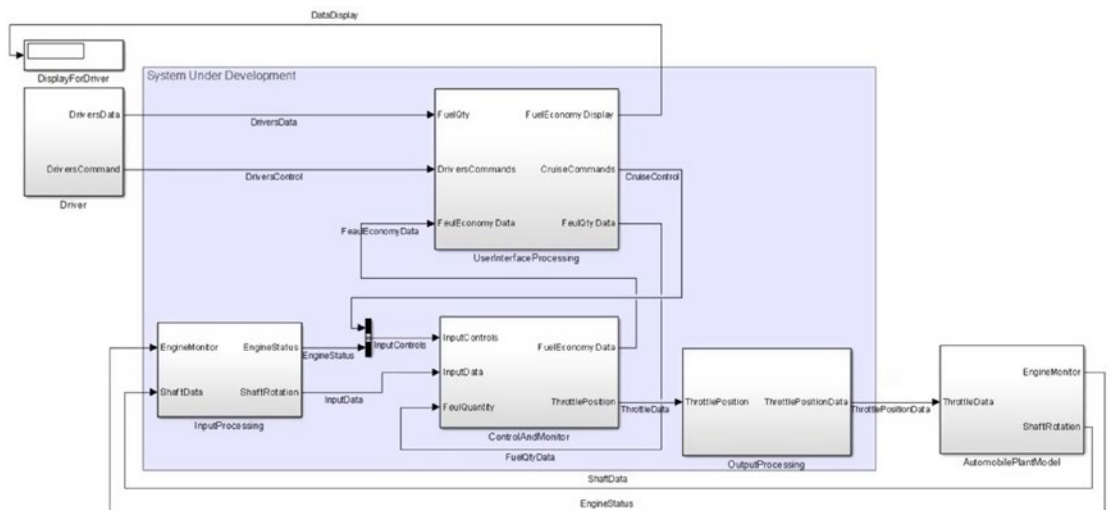 DataDisplay
DisplayForDriver
System Under Development
DriversData
DriversCommand
Driver
DriversData
DriversControl
FuelQty
FuelEconomy Display
DriversCommands
CruiseCommands
FeulEconomy Data
FeulQty Data
UserInterfaceProcessing
CruiseControl
FeaulEconomyData
EngineMonitor
EngineStatus
ShaftData
ShaftRotation
InputProcessing
EngineStatus
InputControls
InputData
InputControls
FuelEconomy Data
InputData
FeulQuantity
ThrottlePosition
ControlAndMonitor
FuelQtyData
ThrottleData
ThrottlePosition
ThrottlePositionData
OutputProcessing
ThrottlePositionData
EngineMonitor
ThrottleData
ShaftRotation
AutomobilePlantModel
ShaftData
EngineStatus